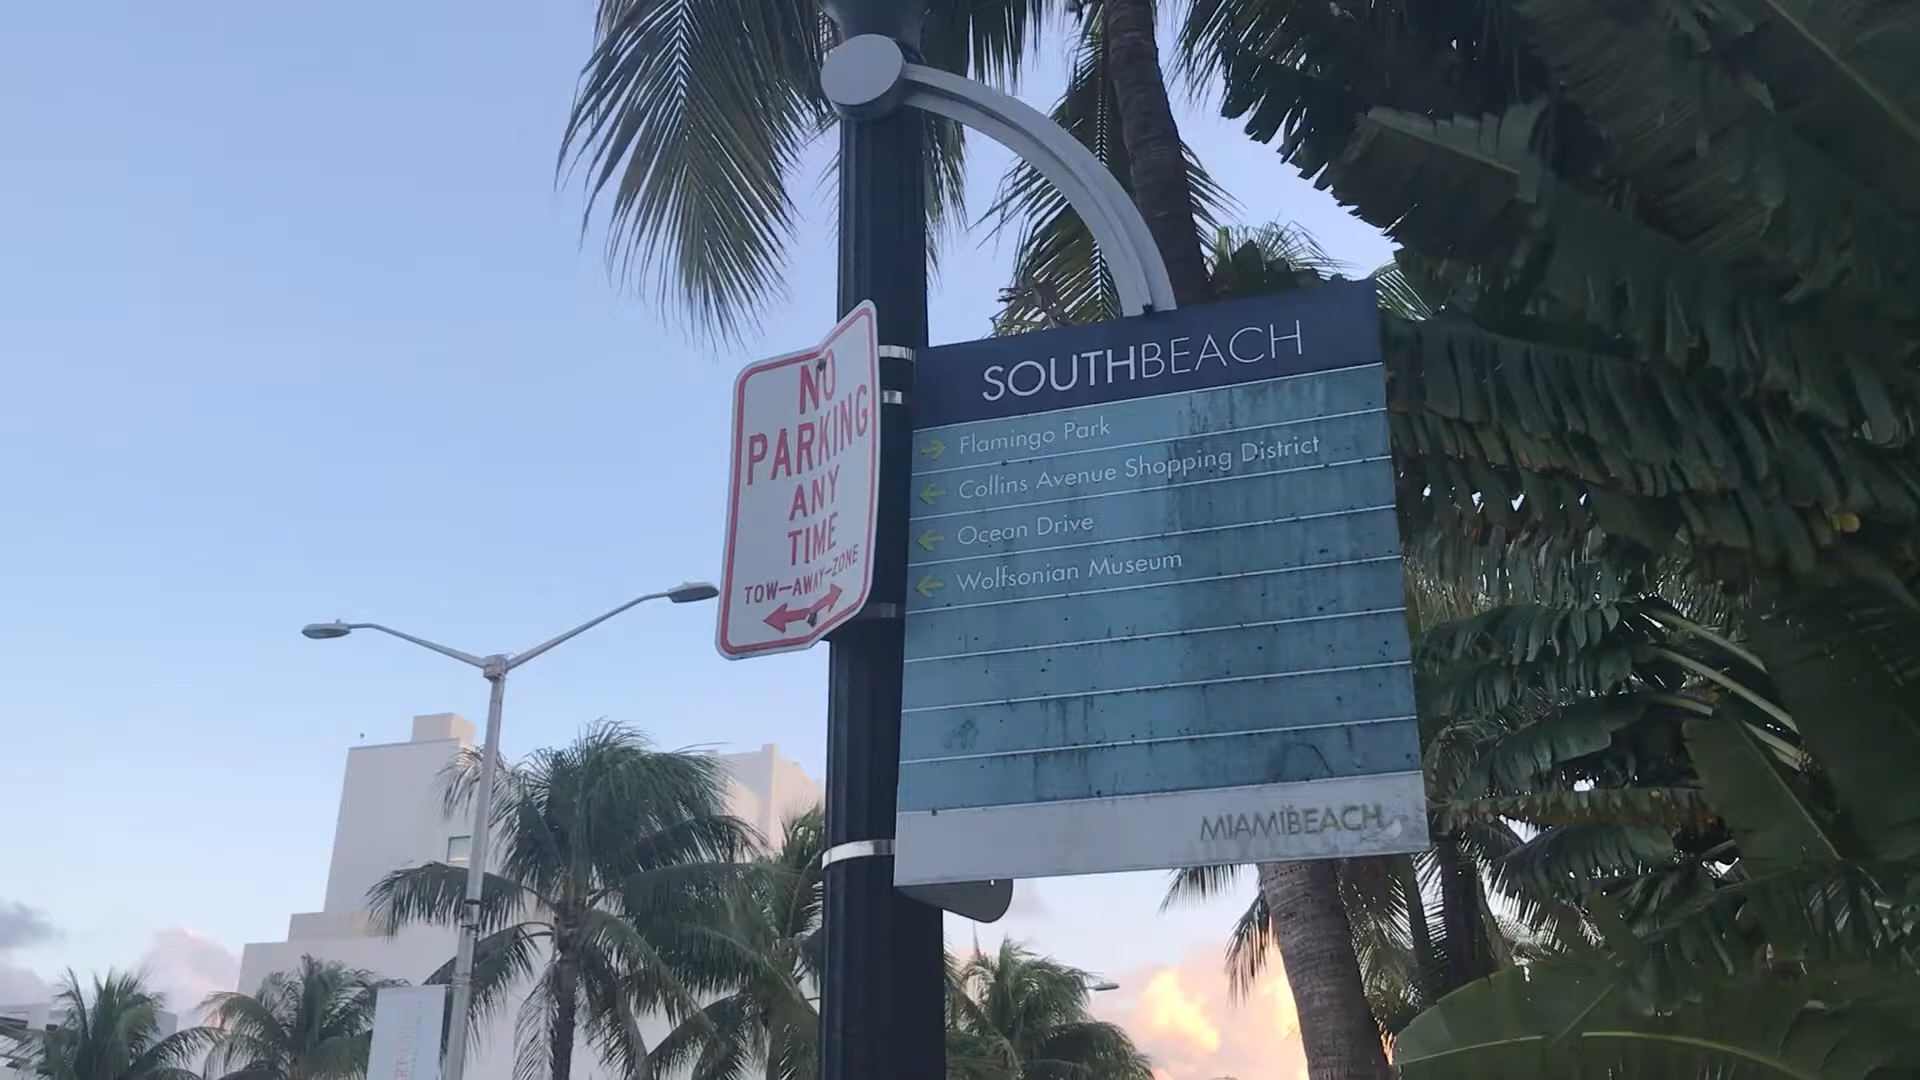 NO
PARKING
ANY
TIME
TOW-AWAY-ZONE
SOUTHBEACH
Flamingo Park
Collins Avenue Shopping District
Ocean Drive
Wolfsonian Museum
MIAMIBEACH